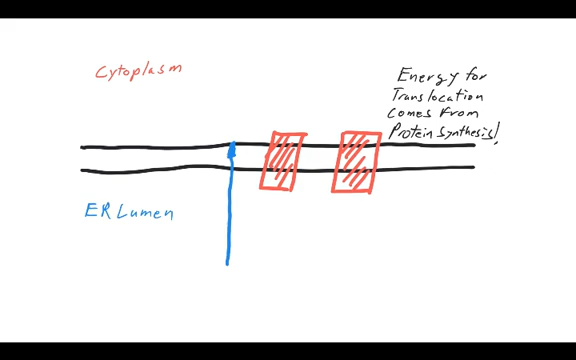 Cytoplasm
Energy for
Translocation
Comes From
Protein Synthesis!
ER Lumen